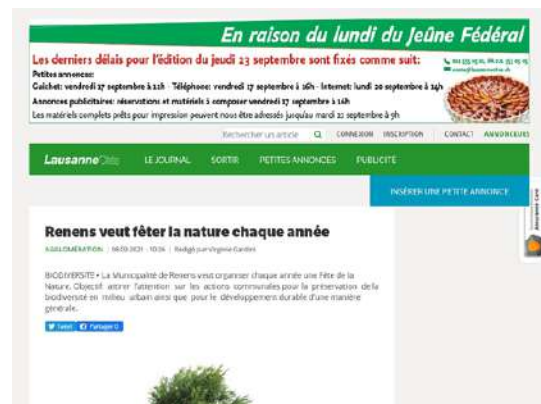 En raison du lundi du Jeûne Fédéral
Les derniers délais pour l'édition du jeudi 23 septembre sont fixés comme suit:
Petites annonces:
Guichet: vendredi 17 septembre à 11h - Téléphone: vendredi 17 septembre à 16h - Internet: lundi 20 septembre à 14h
Annonces publicitaires: réservations et matériels à composer vendredi 17 septembre à 16h
Les matériels complets prêts pour impression peuvent nous être adressés jusqu'au mardi 21 septembre à 9h
Rechercher un article CONNEXION INSCRIPTION CONTACT ANNONCEURS
LausanneCités LE JOURNAL SORTIR PETITES ANNONCES PUBLICITÉ
INSÉRER UNE PETITE ANNONCE
Renens veut fêter la nature chaque année
AGGLOMÉRATION Rédigé par Virginie Gerdes
BIODIVERSITE • La Municipalité de Renens veut organiser chaque année une Fête de la
Nature. Objectif: attirer l'attention sur les actions communales pour la préservation de la
biodiversité en milieu urbain ainsi que pour le développement durable d'une manière
générale.
Tweet Partager 0